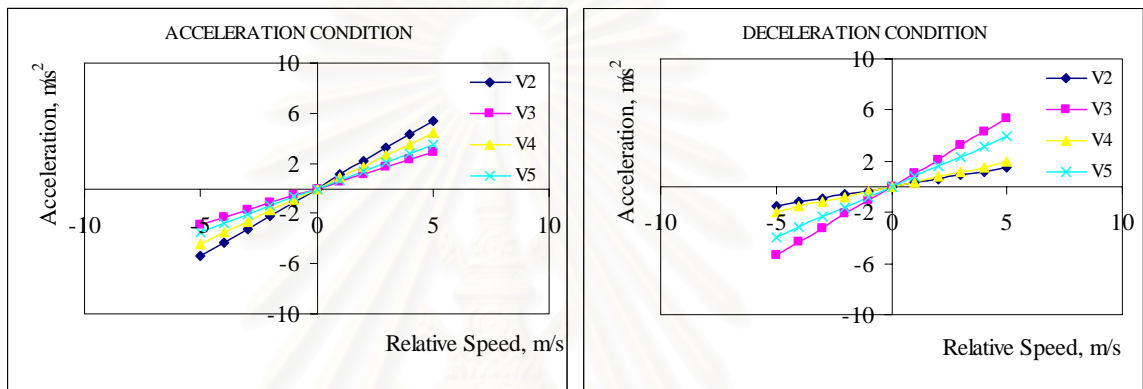 ACCELERATION CONDITION
Acceleration, m/s²
10
6
2
-2
-6
-10
-10
-5
0
5
10
V2
V3
V4
V5
Relative Speed, m/s
DECELERATION CONDITION
Acceleration, m/s²
10
6
2
-2
-6
-10
-10
-5
0
5
10
V2
V3
V4
V5
Relative Speed, m/s